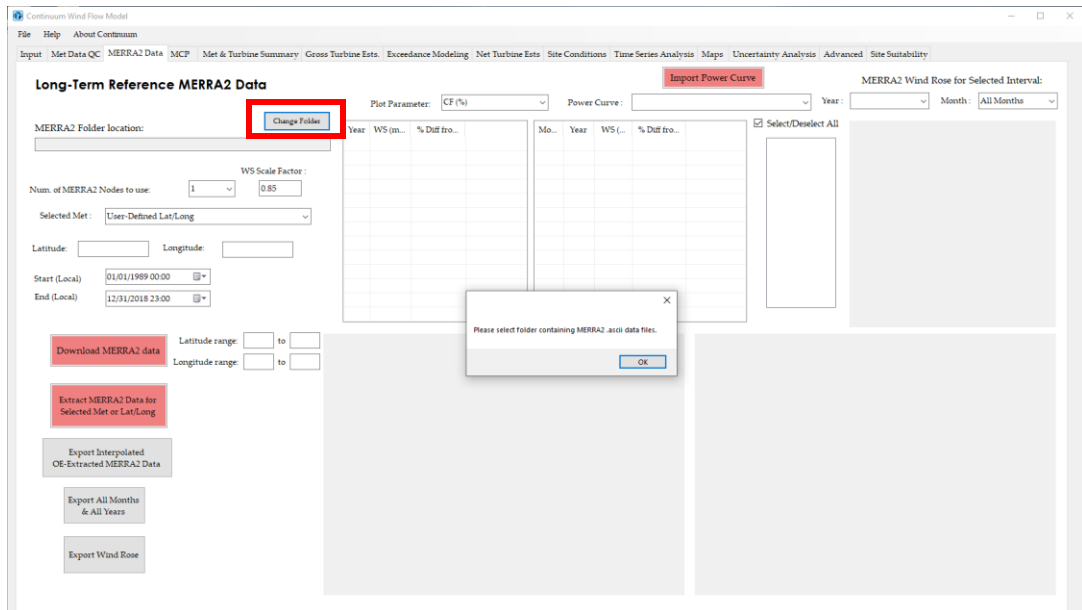 Continuum Wind Flow Model
File Help About Continuum
Input Met Data QC MERRA2 Data MCP Met & Turbine Summary Gross Turbine Ests. Exceedance Modeling Net Turbine Ests Site Conditions Time Series Analysis Maps Uncertainty Analysis Advanced Site Suitability
Long-Term Reference MERRA2 Data
Import Power Curve
MERRA2 Wind Rose for Selected Interval:
Plot Parameter: CF (%)
Power Curve :
Year :
Month : All Months
Change Folder
MERRA2 Folder location:
Year WS (m... % Diff fro...
Mo... Year WS (... % Diff fro...
Select/Deselect All
WS Scale Factor :
Num. of MERRA2 Nodes to use: 1 0.85
Selected Met : User-Defined Lat/Long
Latitude: Longitude:
Start (Local) 01/01/1989 00:00
End (Local) 12/31/2018 23:00
Please select folder containing MERRA2 .ascii data files.
OK
Download MERRA2 data
Latitude range: to
Longitude range: to
Extract MERRA2 Data for
Selected Met or Lat/Long
Export Interpolated
OE-Extracted MERRA2 Data
Export All Months
& All Years
Export Wind Rose